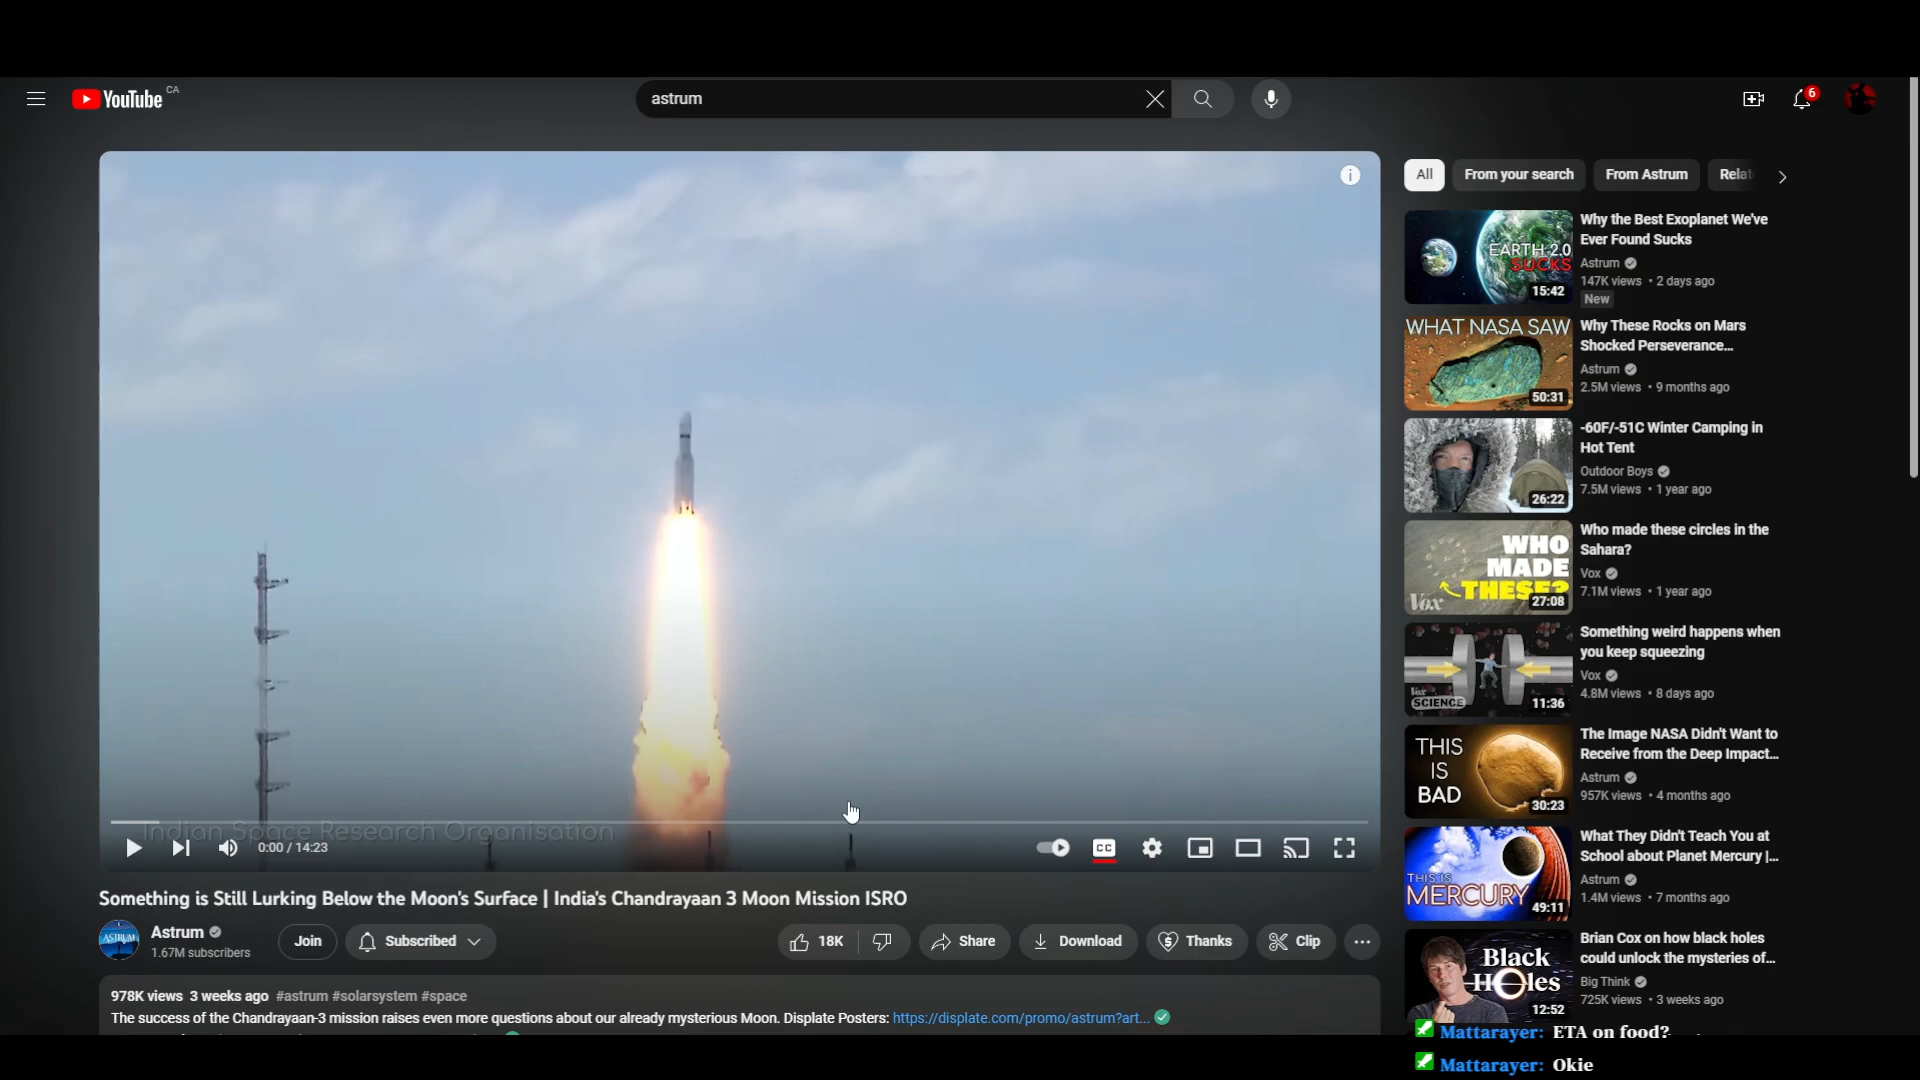 YouTube CA
astrum
6
All
From your search
From Astrum
Relat
Indian Space Research Organisation
0:00 / 14:23
CC
Something is Still Lurking Below the Moon's Surface | India's Chandrayaan 3 Moon Mission ISRO
ASTRUM
Astrum
1.67M subscribers
Join
Subscribed
18K
Share
Download
Thanks
Clip
978K views 3 weeks ago #astrum #solarsystem #space
The success of the Chandrayaan-3 mission raises even more questions about our already mysterious Moon. Displate Posters: https://displate.com/promo/astrum?art...
EARTH 2.0
SUCKS
15:42
Why the Best Exoplanet We've
Ever Found Sucks
Astrum
147K views • 2 days ago
New
WHAT NASA SAW
50:31
Why These Rocks on Mars
Shocked Perseverance...
Astrum
2.5M views • 9 months ago
26:22
-60F/-51C Winter Camping in
Hot Tent
Outdoor Boys
7.5M views • 1 year ago
WHO
MADE
THESE?
Vox
27:08
Who made these circles in the
Sahara?
Vox
7.1M views • 1 year ago
Vox
SCIENCE
11:36
Something weird happens when
you keep squeezing
Vox
4.8M views • 8 days ago
THIS
IS
BAD
30:23
The Image NASA Didn't Want to
Receive from the Deep Impact...
Astrum
957K views • 4 months ago
THIS IS
MERCURY
49:11
What They Didn't Teach You at
School about Planet Mercury |...
Astrum
1.4M views • 7 months ago
Black
Holes
12:52
Brian Cox on how black holes
could unlock the mysteries of...
Big Think
725K views • 3 weeks ago
Mattarayer: ETA on food?
Mattarayer: Okie